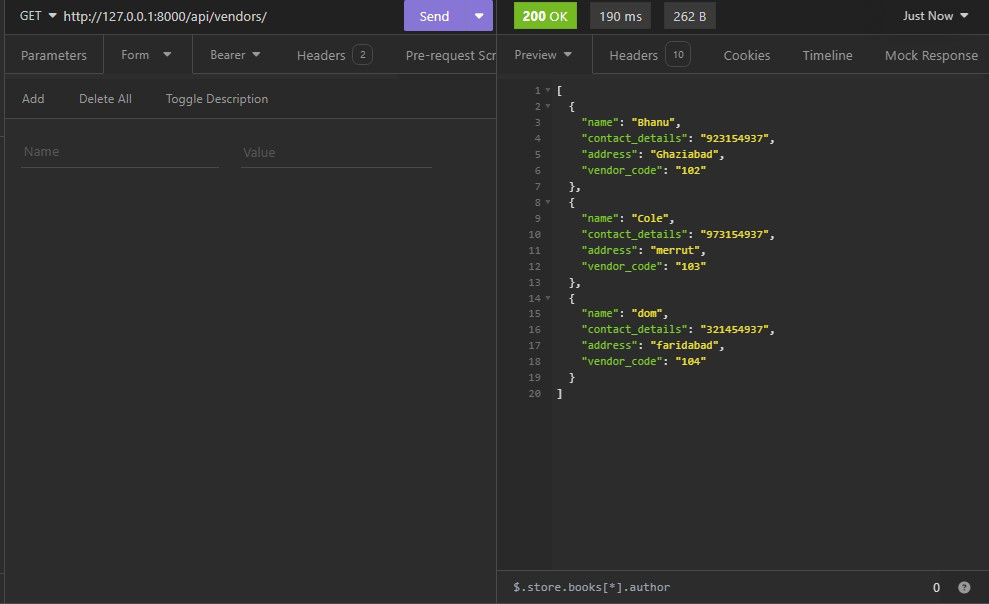 GET http://127.0.0.1:8000/api/vendors/ Send
200 OK 190 ms 262 B Just Now
Parameters Form Bearer Headers 2 Pre-request Scr
Preview Headers 10 Cookies Timeline Mock Response
Add Delete All Toggle Description
Name Value
1 [
2 {
3 "name": "Bhanu",
4 "contact_details": "923154937",
5 "address": "Ghaziabad",
6 "vendor_code": "102"
7 },
8 {
9 "name": "Cole",
10 "contact_details": "973154937",
11 "address": "merrut",
12 "vendor_code": "103"
13 },
14 {
15 "name": "dom",
16 "contact_details": "321454937",
17 "address": "faridabad",
18 "vendor_code": "104"
19 }
20 ]
$.store.books[*].author 0 ?